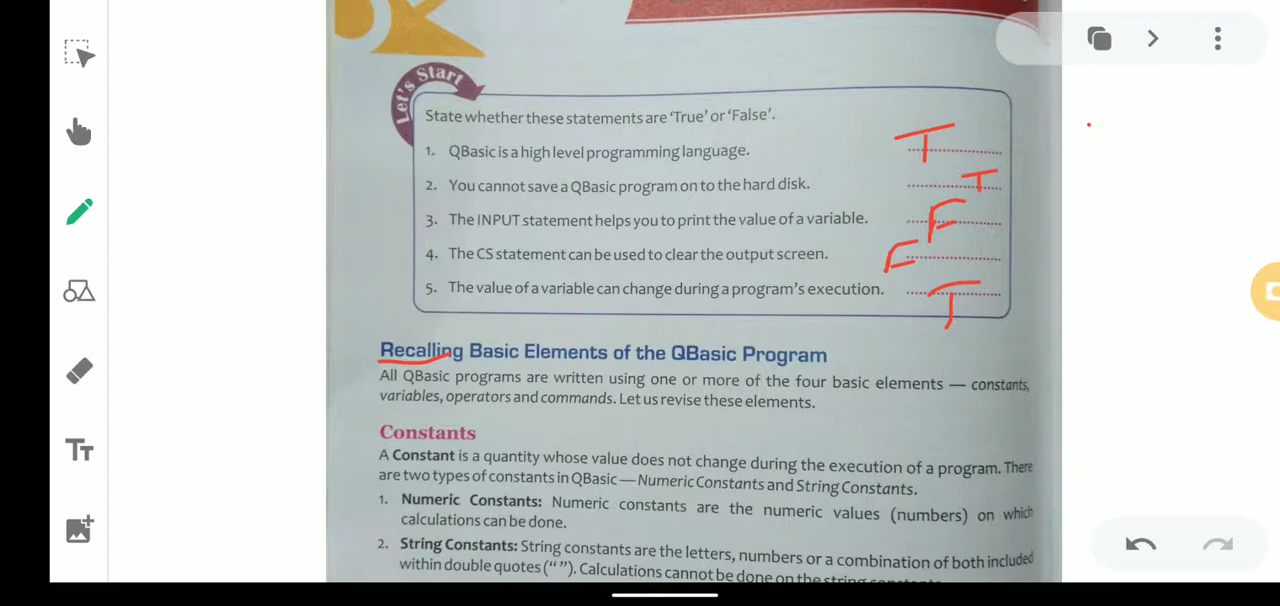 Let's Start
State whether these statements are 'True' or 'False'.
1. QBasic is a high level programming language. T
2. You cannot save a QBasic program on to the hard disk. T
3. The INPUT statement helps you to print the value of a variable. F
4. The CS statement can be used to clear the output screen. F
5. The value of a variable can change during a program's execution. T
Recalling Basic Elements of the QBasic Program
All QBasic programs are written using one or more of the four basic elements — constants,
variables, operators and commands. Let us revise these elements.
Constants
A Constant is a quantity whose value does not change during the execution of a program. There
are two types of constants in QBasic — Numeric Constants and String Constants.
1. Numeric Constants: Numeric constants are the numeric values (numbers) on which
calculations can be done.
2. String Constants: String constants are the letters, numbers or a combination of both included
within double quotes (“ ”). Calculations cannot be done on the string
TT